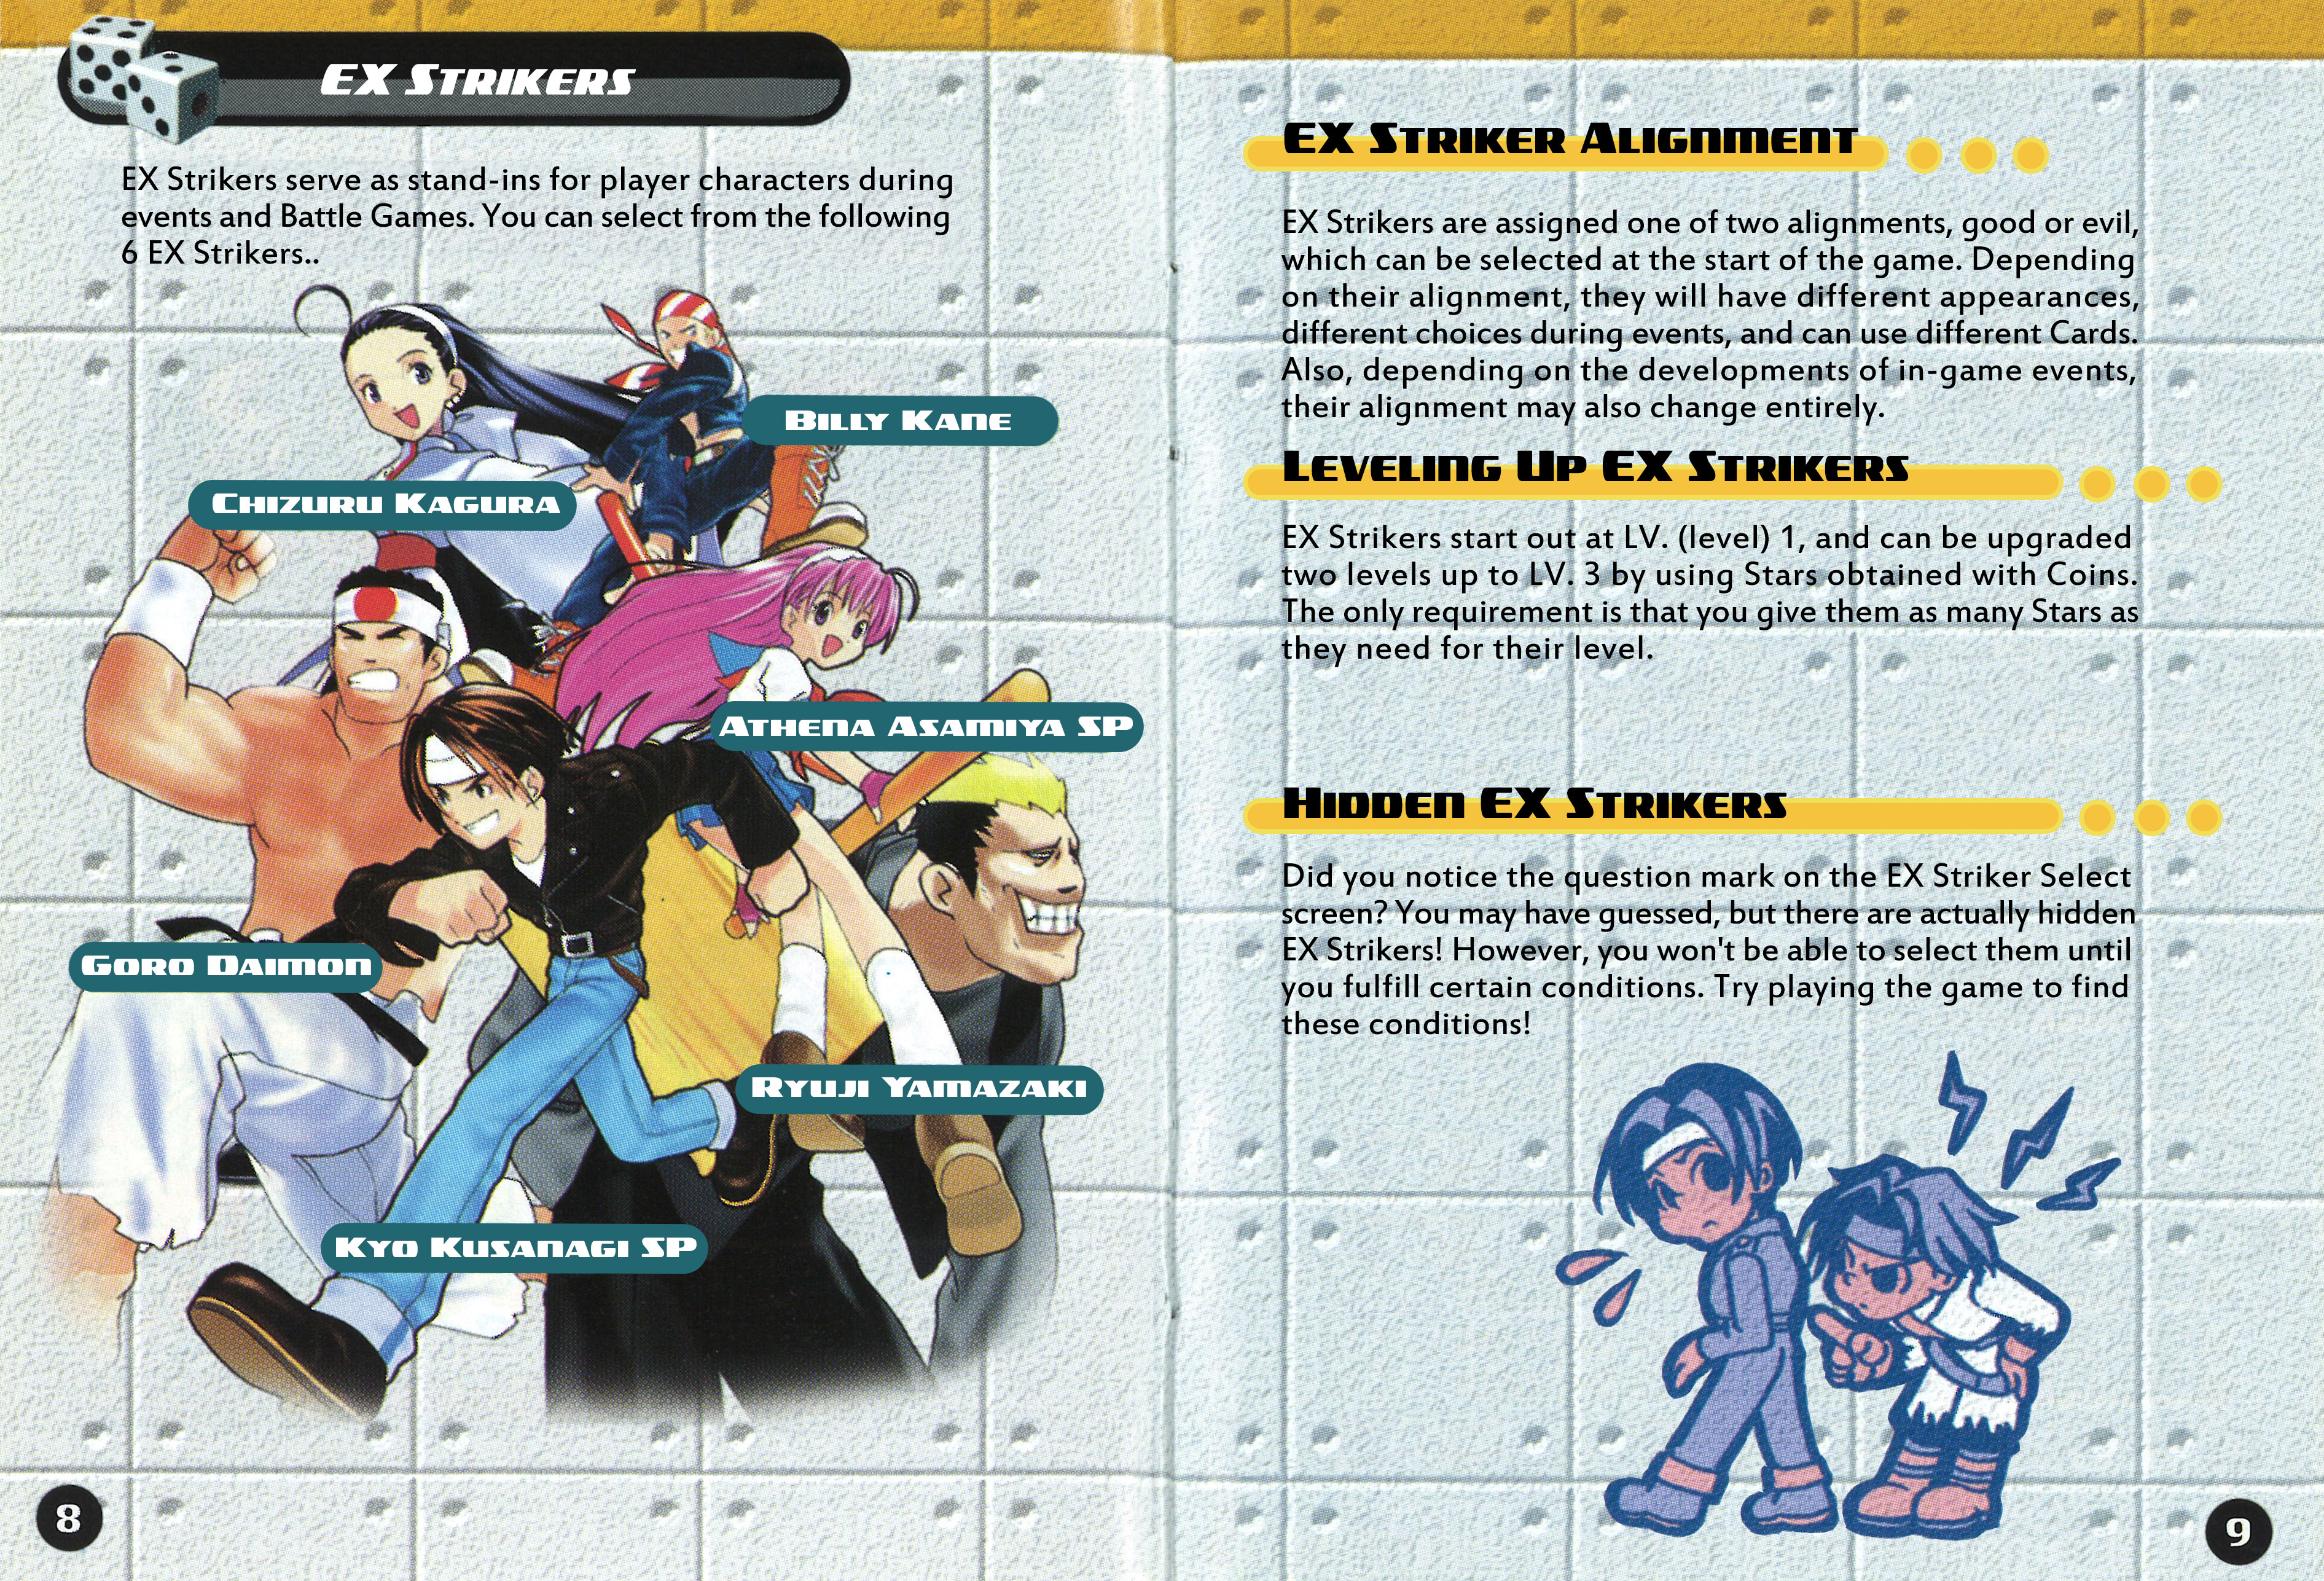 EX STRIKERS
EX Strikers serve as stand-ins for player characters during
events and Battle Games. You can select from the following
6 EX Strikers..
BILLY KANE
CHIZURU KAGURA
ATHENA ASAMIYA SP
GORO DAIMON
RYUJI YAMAZAKI
KYO KUSANAGI SP
8
EX STRIKER ALIGNMENT
EX Strikers are assigned one of two alignments, good or evil,
which can be selected at the start of the game. Depending
on their alignment, they will have different appearances,
different choices during events, and can use different Cards.
Also, depending on the developments of in-game events,
their alignment may also change entirely.
LEVELING UP EX STRIKERS
EX Strikers start out at LV. (level) 1, and can be upgraded
two levels up to LV. 3 by using Stars obtained with Coins.
The only requirement is that you give them as many Stars as
they need for their level.
HIDDEN EX STRIKERS
Did you notice the question mark on the EX Striker Select
screen? You may have guessed, but there are actually hidden
EX Strikers! However, you won't be able to select them until
you fulfill certain conditions. Try playing the game to find
these conditions!
9